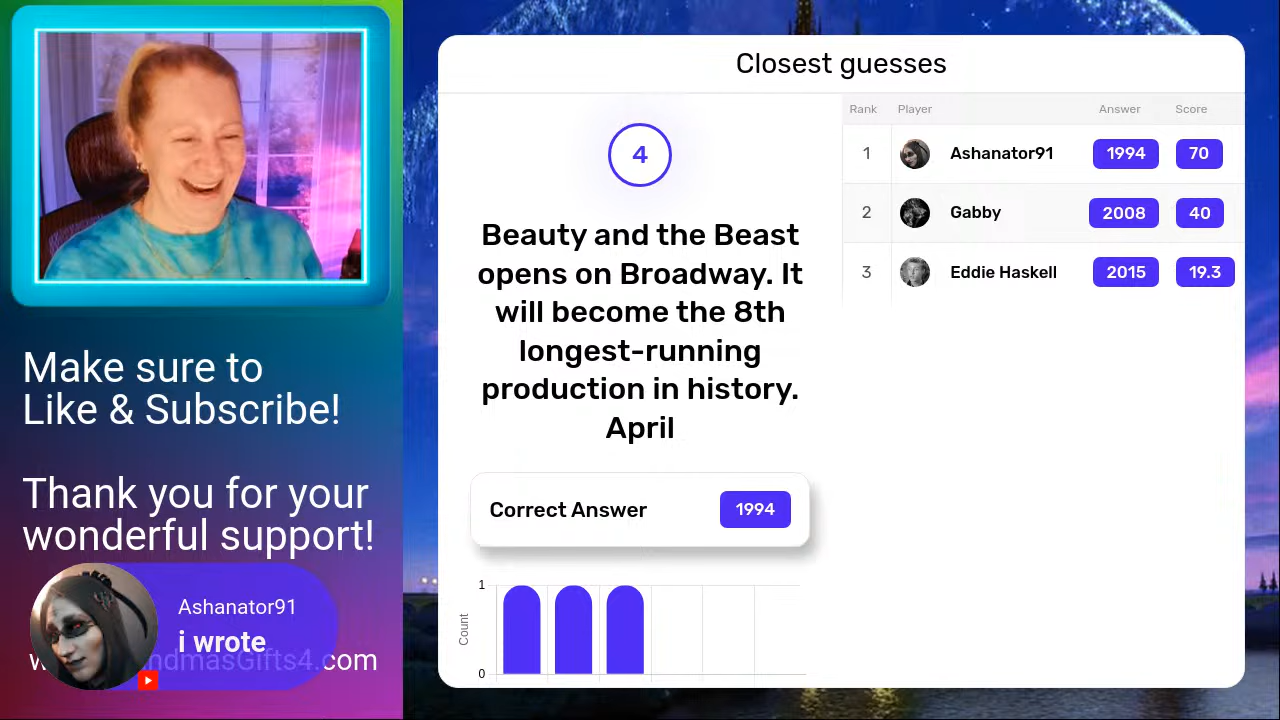 Closest guesses
4
Beauty and the Beast
opens on Broadway. It
will become the 8th
longest-running
production in history.
April
Correct Answer 1994
1
Count
0
Rank Player Answer Score
1 Ashanator91 1994 70
2 Gabby 2008 40
3 Eddie Haskell 2015 19.3
Make sure to
Like & Subscribe!
Thank you for your
wonderful support!
Ashanator91
i wrote
ndmasGifts4.com